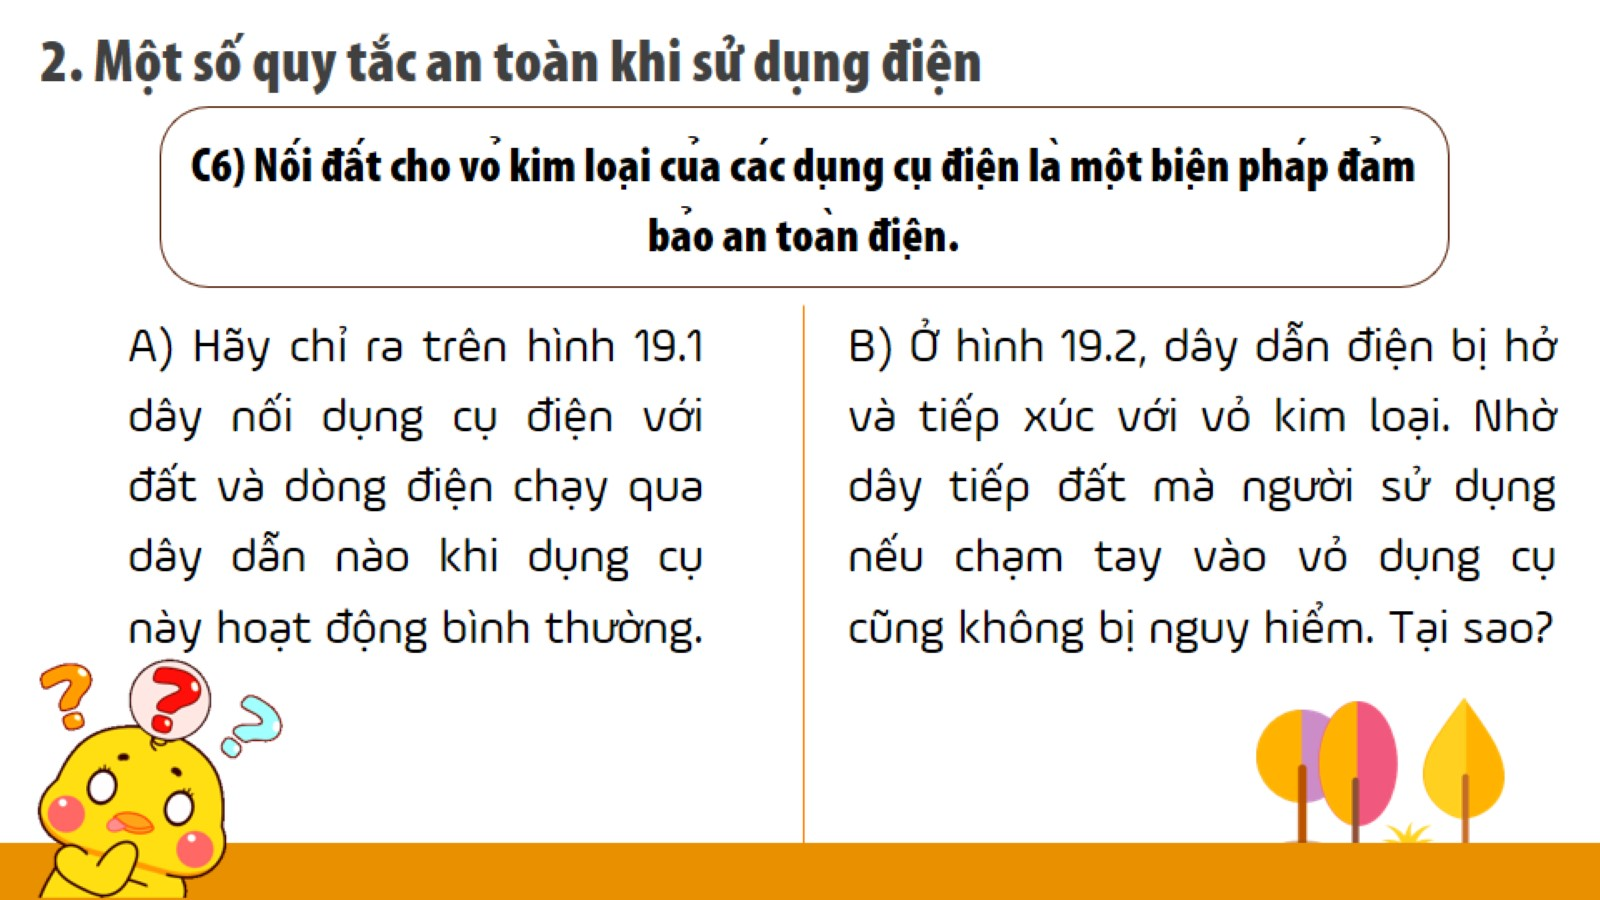 2. Một số quy tắc an toàn khi sử dụng điện
C6) Nối đất cho vỏ kim loại của các dụng cụ điện là một biện pháp đảm
bảo an toàn điện.
A) Hãy chỉ ra trên hình 19.1
dây nối dụng cụ điện với
đất và dòng điện chạy qua
dây dẫn nào khi dụng cụ
này hoạt động bình thường.
B) Ở hình 19.2, dây dẫn điện bị hở
và tiếp xúc với vỏ kim loại. Nhờ
dây tiếp đất mà người sử dụng
nếu chạm tay vào vỏ dụng cụ
cũng không bị nguy hiểm. Tại sao?
? ? ?